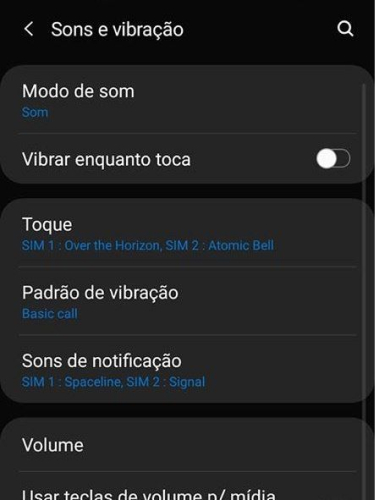 Sons e vibração
Modo de som
Som
Vibrar enquanto toca
Toque
SIM 1 : Over the Horizon, SIM 2 : Atomic Bell
Padrão de vibração
Basic call
Sons de notificação
SIM 1 : Spaceline, SIM 2 : Signal
Volume
Usar teclas de volume p/ mídia